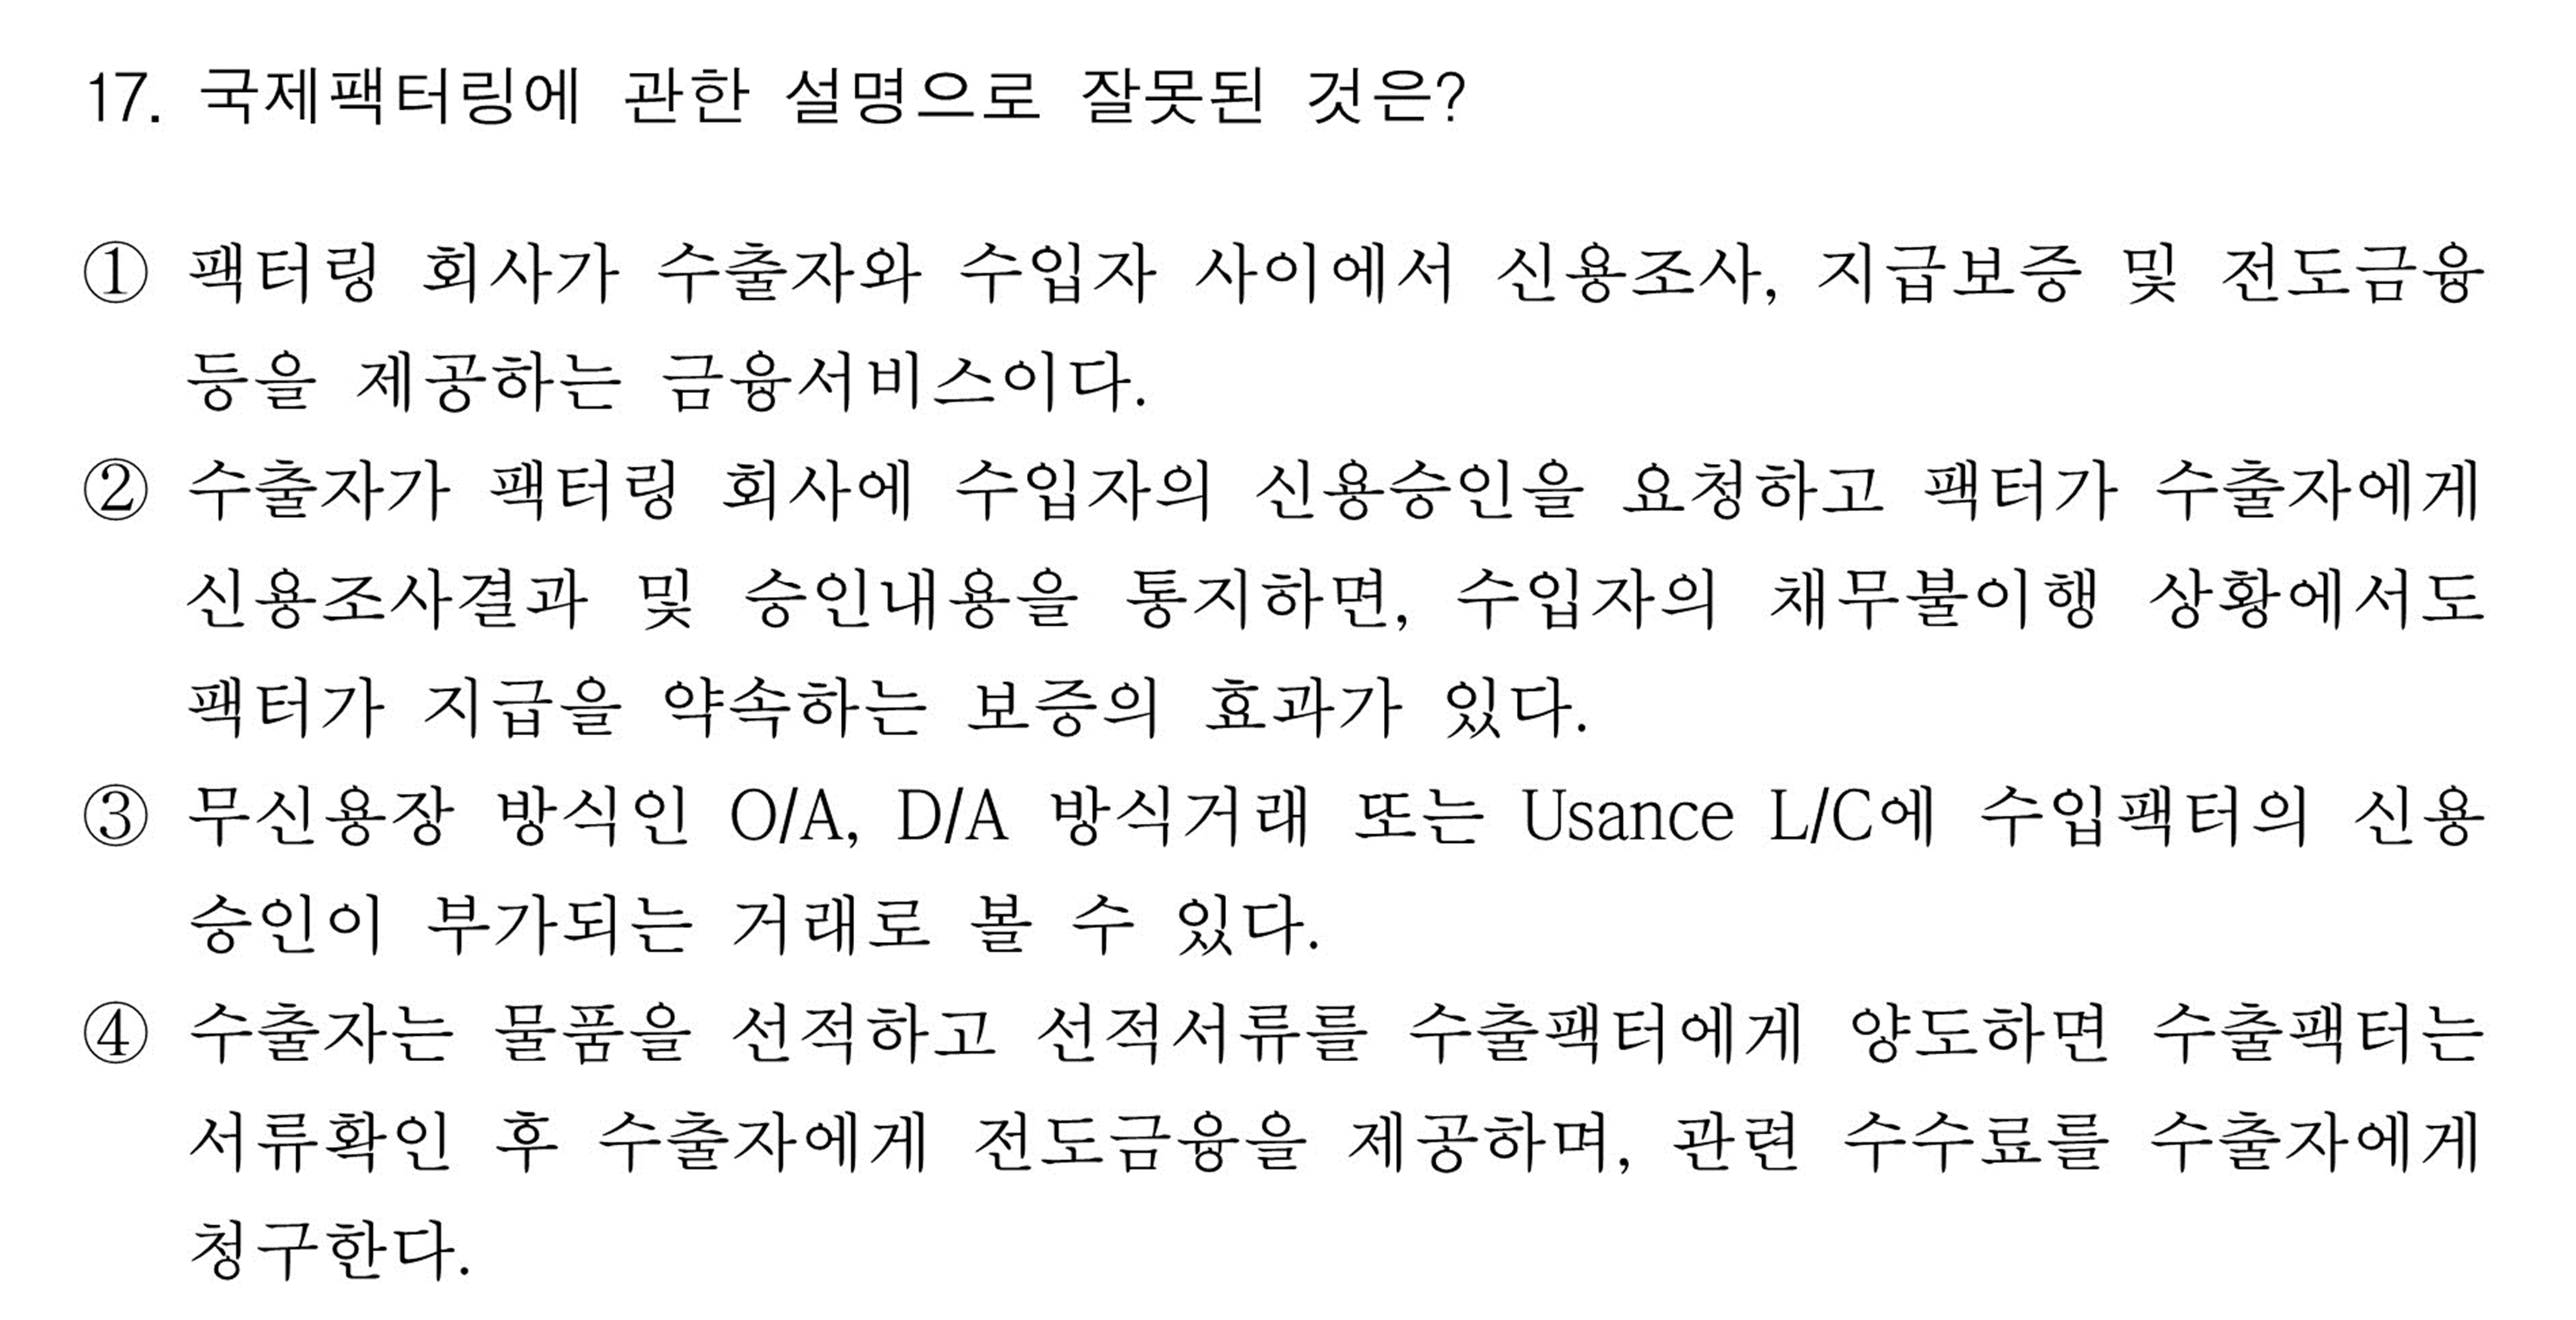 17. 국제팩터링에 관한 설명으로 잘못된 것은?
① 팩터링 회사가 수출자와 수입자 사이에서 신용조사, 지급보증 및 전도금융
등을 제공하는 금융서비스이다.
② 수출자가 팩터링 회사에 수입자의 신용승인을 요청하고 팩터가 수출자에게
신용조사결과 및 승인내용을 통지하면, 수입자의 채무불이행 상황에서도
팩터가 지급을 약속하는 보증의 효과가 있다.
③ 무신용장 방식인 O/A, D/A 방식거래 또는 Usance L/C에 수입팩터의 신용
승인이 부가되는 거래로 볼 수 있다.
④ 수출자는 물품을 선적하고 선적서류를 수출팩터에게 양도하면 수출팩터는
서류확인 후 수출자에게 전도금융을 제공하며, 관련 수수료를 수출자에게
청구한다.